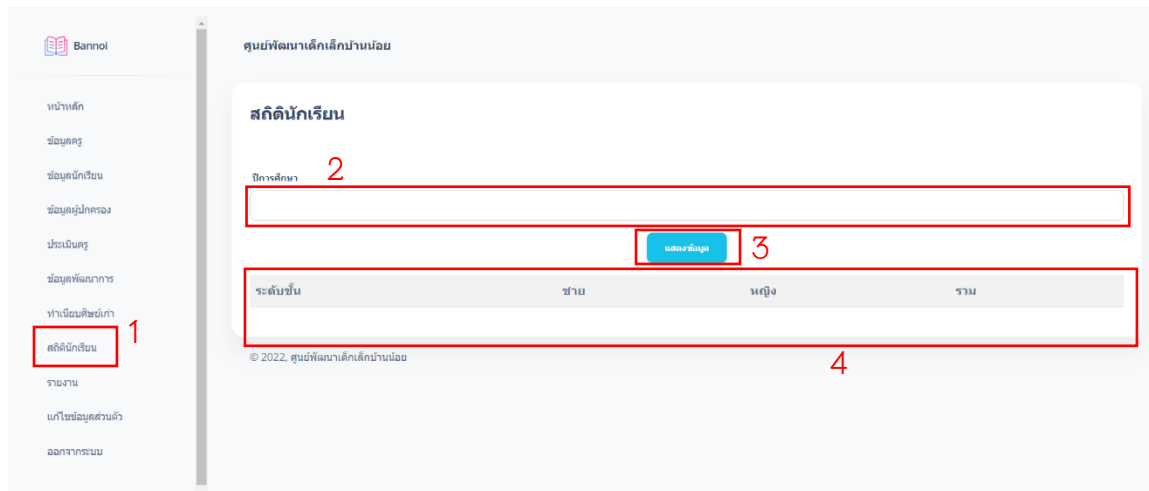 Bannoi
ศูนย์พัฒนาเด็กเล็กบ้านน้อย
หน้าหลัก
ข้อมูลครู
ข้อมูลนักเรียน
ข้อมูลผู้ปกครอง
ประเมินครู
ข้อมูลพัฒนาการ
ทำเนียบศิษย์เก่า
สถิตินักเรียน
1
รายงาน
แก้ไขข้อมูลส่วนตัว
ออกจากระบบ
สถิตินักเรียน
ปีการศึกษา
2
แสดงข้อมูล
3
ระดับชั้น ชาย หญิง รวม
4
© 2022, ศูนย์พัฒนาเด็กเล็กบ้านน้อย